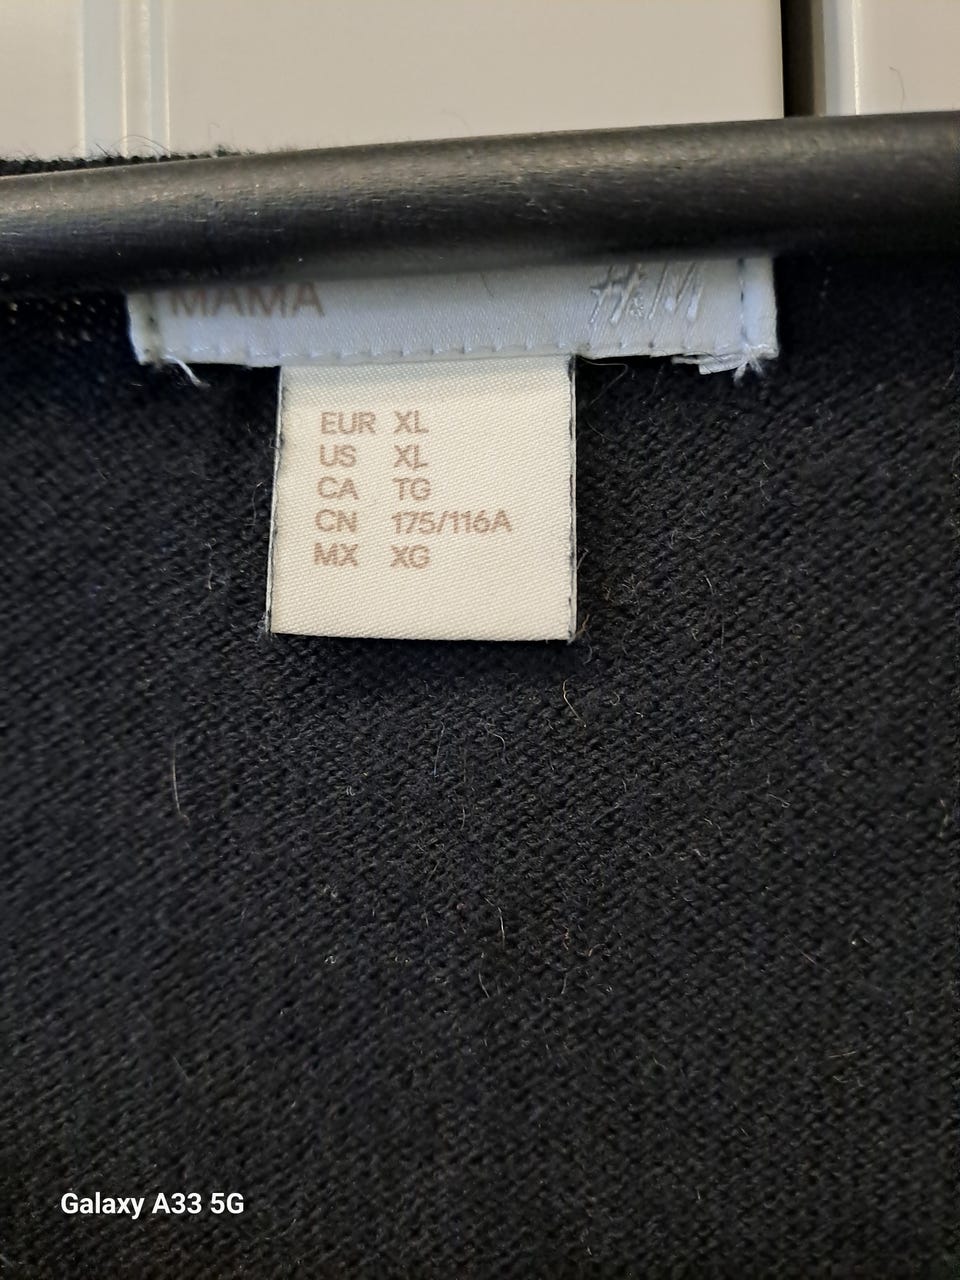 MAMA H&M
EUR XL
US XL
CA TG
CN 175/116A
MX XG
Galaxy A33 5G